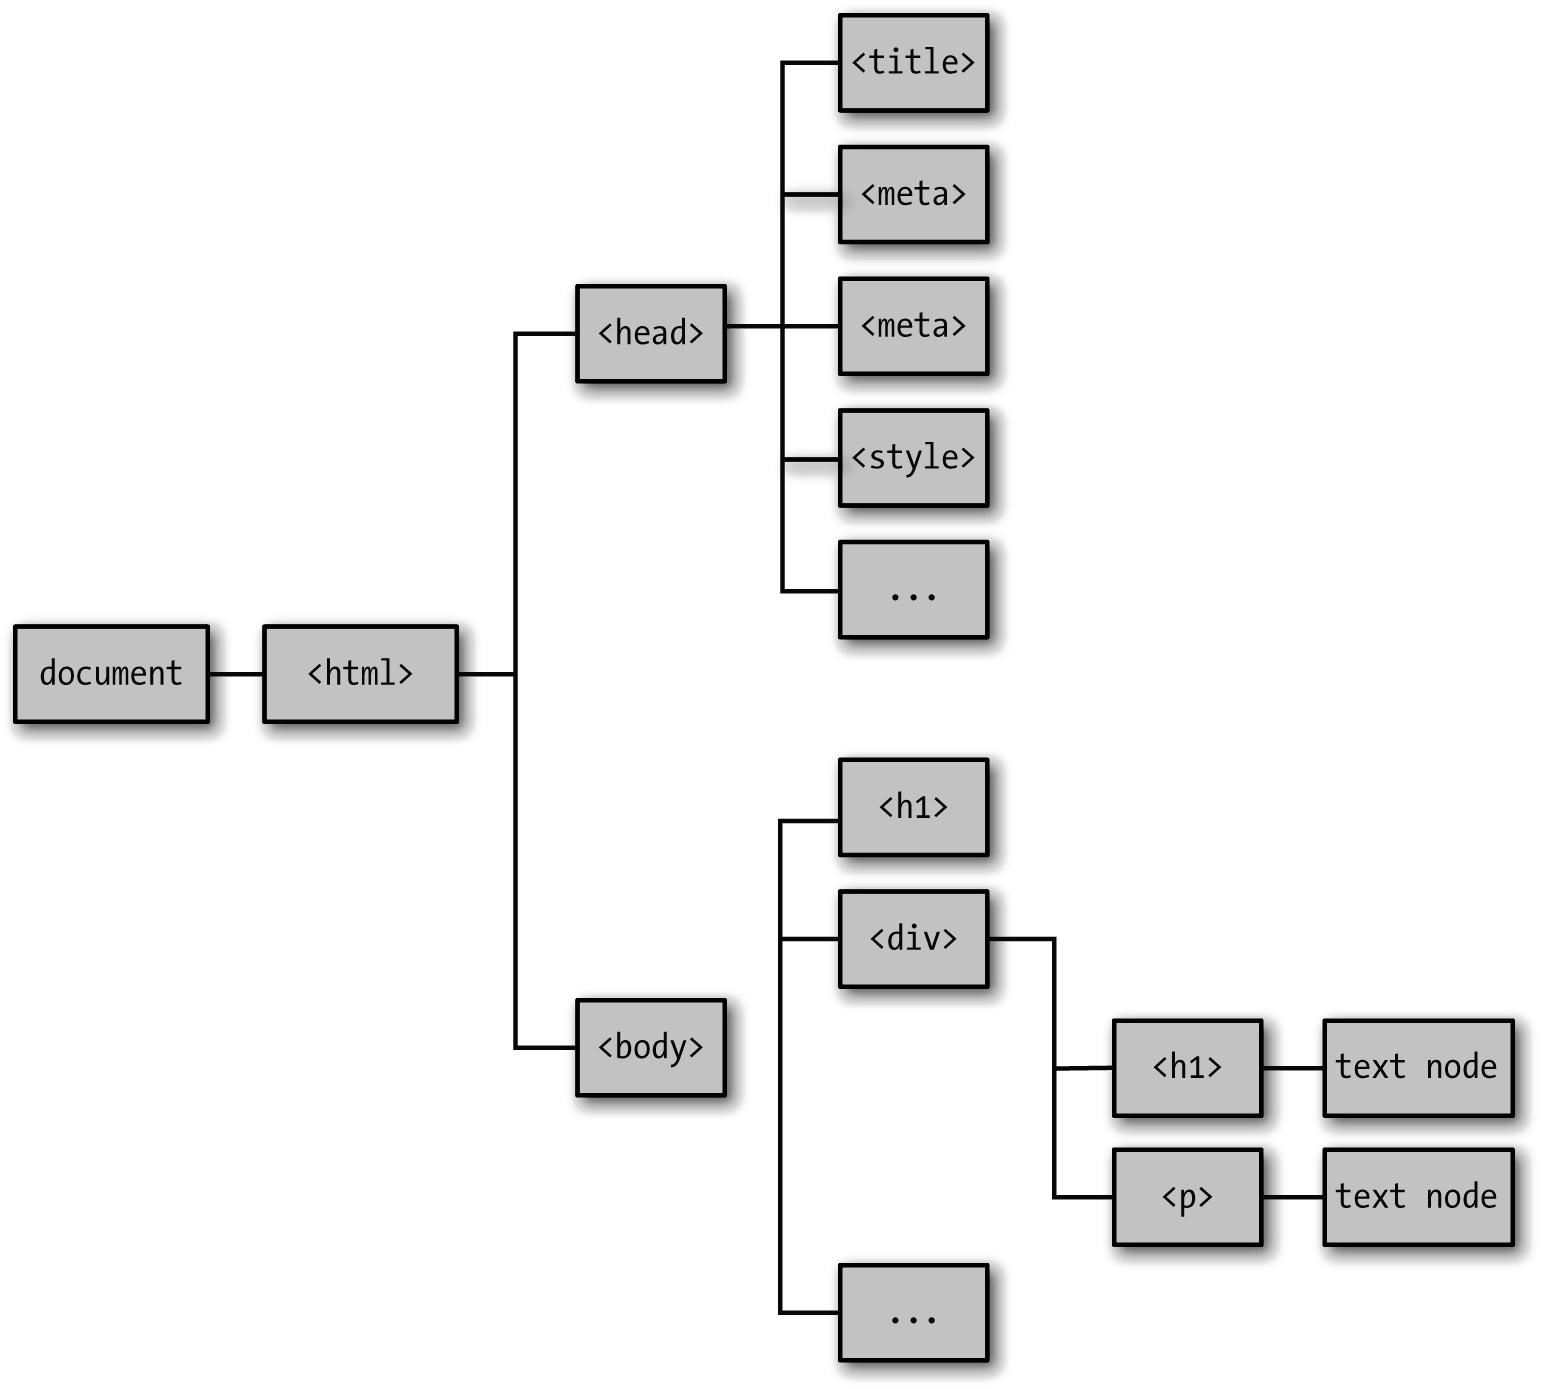 document
<html>
<head>
<title>
<meta>
<meta>
<style>
...
<body>
<h1>
<div>
<h1>
text node
<p>
text node
...